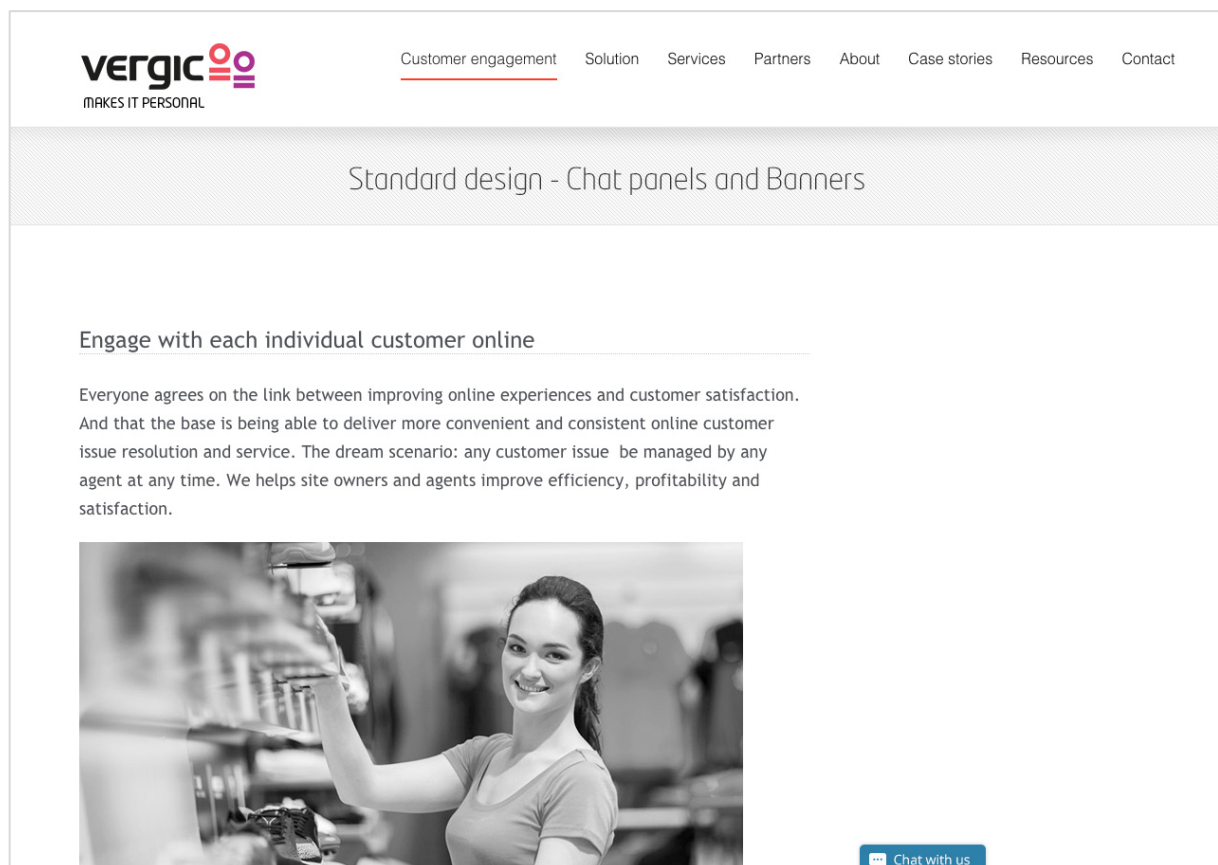 vergic
MAKES IT PERSONAL
Customer engagement Solution Services Partners About Case stories Resources Contact
Standard design - Chat panels and Banners
Engage with each individual customer online
Everyone agrees on the link between improving online experiences and customer satisfaction.
And that the base is being able to deliver more convenient and consistent online customer
issue resolution and service. The dream scenario: any customer issue  be managed by any
agent at any time. We helps site owners and agents improve efficiency, profitability and
satisfaction.
Chat with us